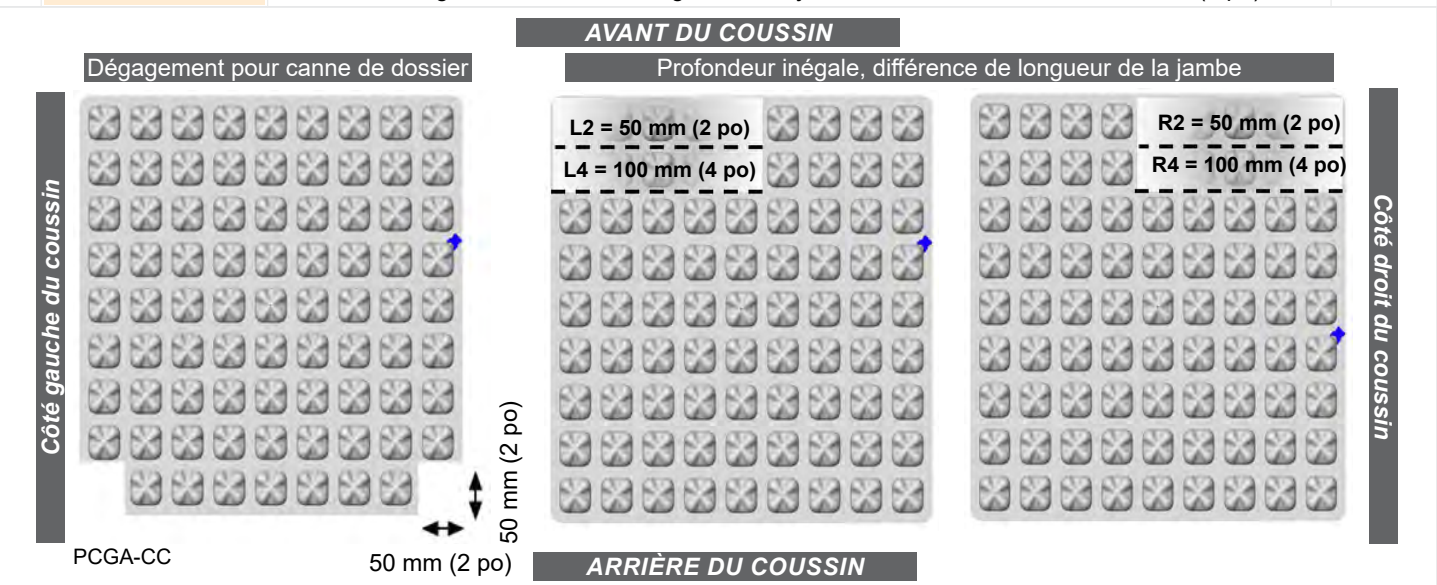 AVANT DU COUSSIN
Dégagement pour canne de dossier
Profondeur inégale, différence de longueur de la jambe
Côté gauche du coussin
L2 = 50 mm (2 po)
L4 = 100 mm (4 po)
R2 = 50 mm (2 po)
R4 = 100 mm (4 po)
Côté droit du coussin
50 mm (2 po)
PCGA-CC
50 mm (2 po)
ARRIÈRE DU COUSSIN